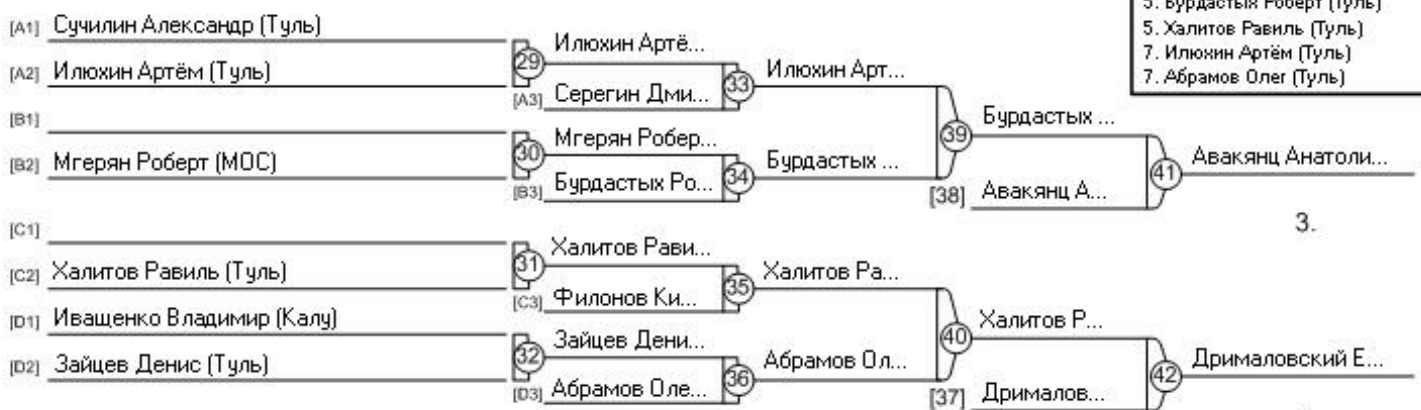 5. Бурдастых Роберт (Туль)
5. Халитов Равиль (Туль)
7. Илюхин Артём (Туль)
7. Абрамов Олег (Туль)
[A1] Сучилин Александр (Туль)
[A2] Илюхин Артём (Туль)
29 Илюхин Артё...
[A3] Серегин Дми...
33 Илюхин Арт...
[B1]
[B2] Мгерян Роберт (МОС)
30 Мгерян Робер...
[B3] Бурдастых Ро...
34 Бурдастых ...
39 Бурдастых ...
[38] Авакянц А...
41 Авакянц Анатоли...
3.
[C1]
[C2] Халитов Равиль (Туль)
31 Халитов Рави...
[C3] Филонов Ки...
35 Халитов Ра...
[D1] Иващенко Владимир (Калу)
[D2] Зайцев Денис (Туль)
32 Зайцев Дени...
[D3] Абрамов Оле...
36 Абрамов Ол...
40 Халитов Р...
[37] Дрималов...
42 Дрималовский Е...